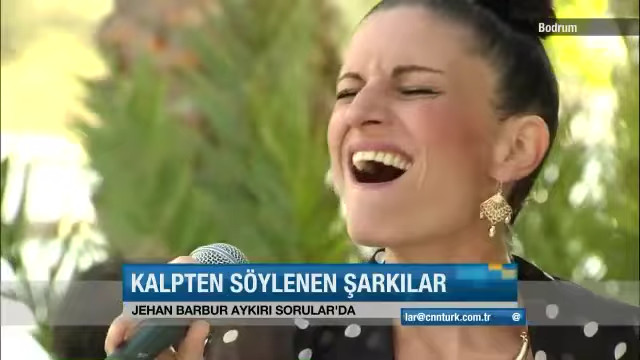 Bodrum
KALPTEN SÖYLENEN ŞARKILAR
JEHAN BARBUR AYKIRI SORULAR'DA
lar@cnnturk.com.tr @